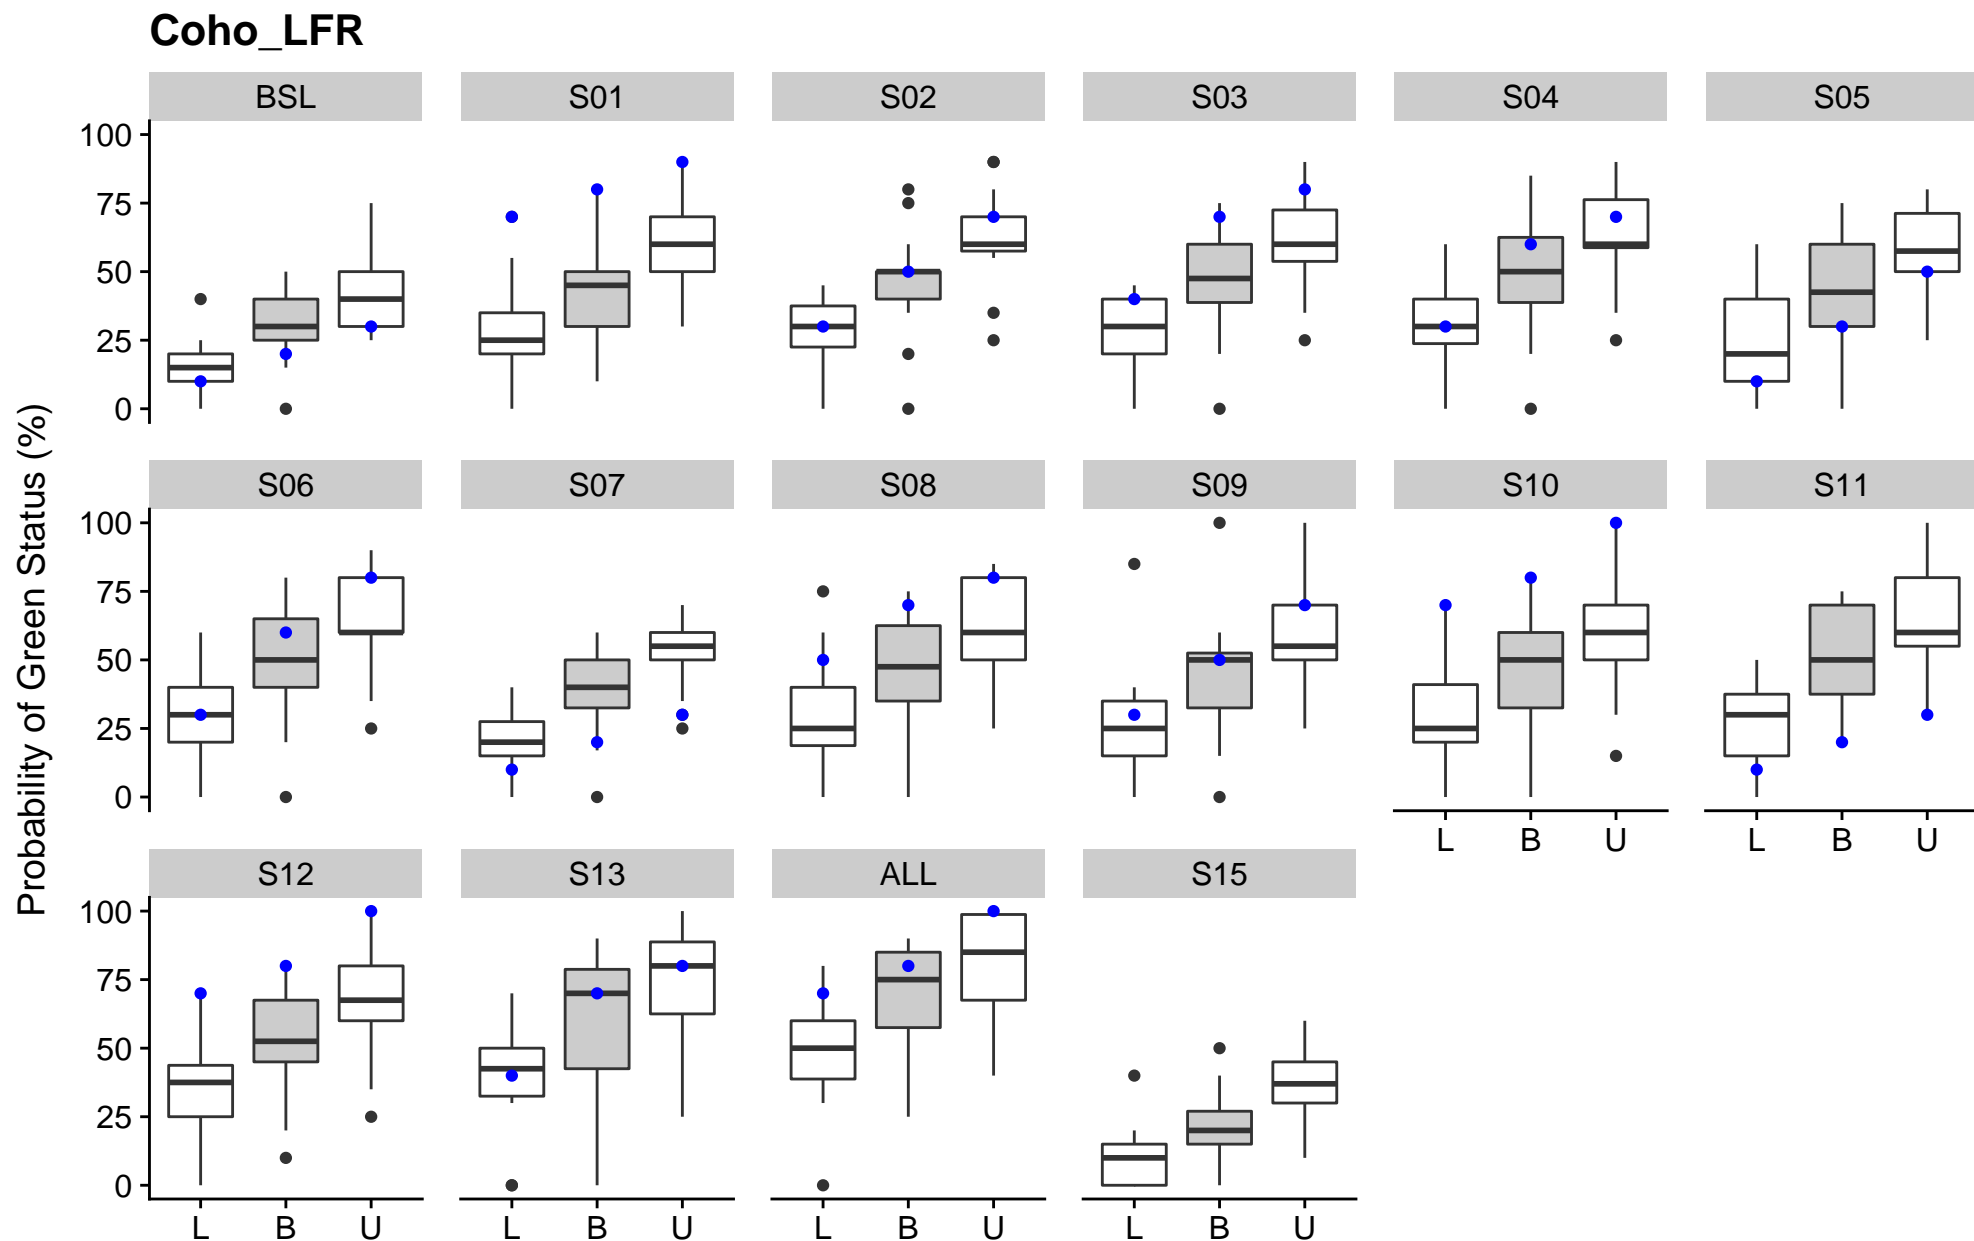 Coho_LFR
BSL S01 S02 S03 S04 S05
100
75
50
25
0
S06 S07 S08 S09 S10 S11
100
75
50
25
0
L B U L B U
S12 S13 ALL S15
100
75
50
25
0
L B U L B U L B U L B U
Probability of Green Status (%)